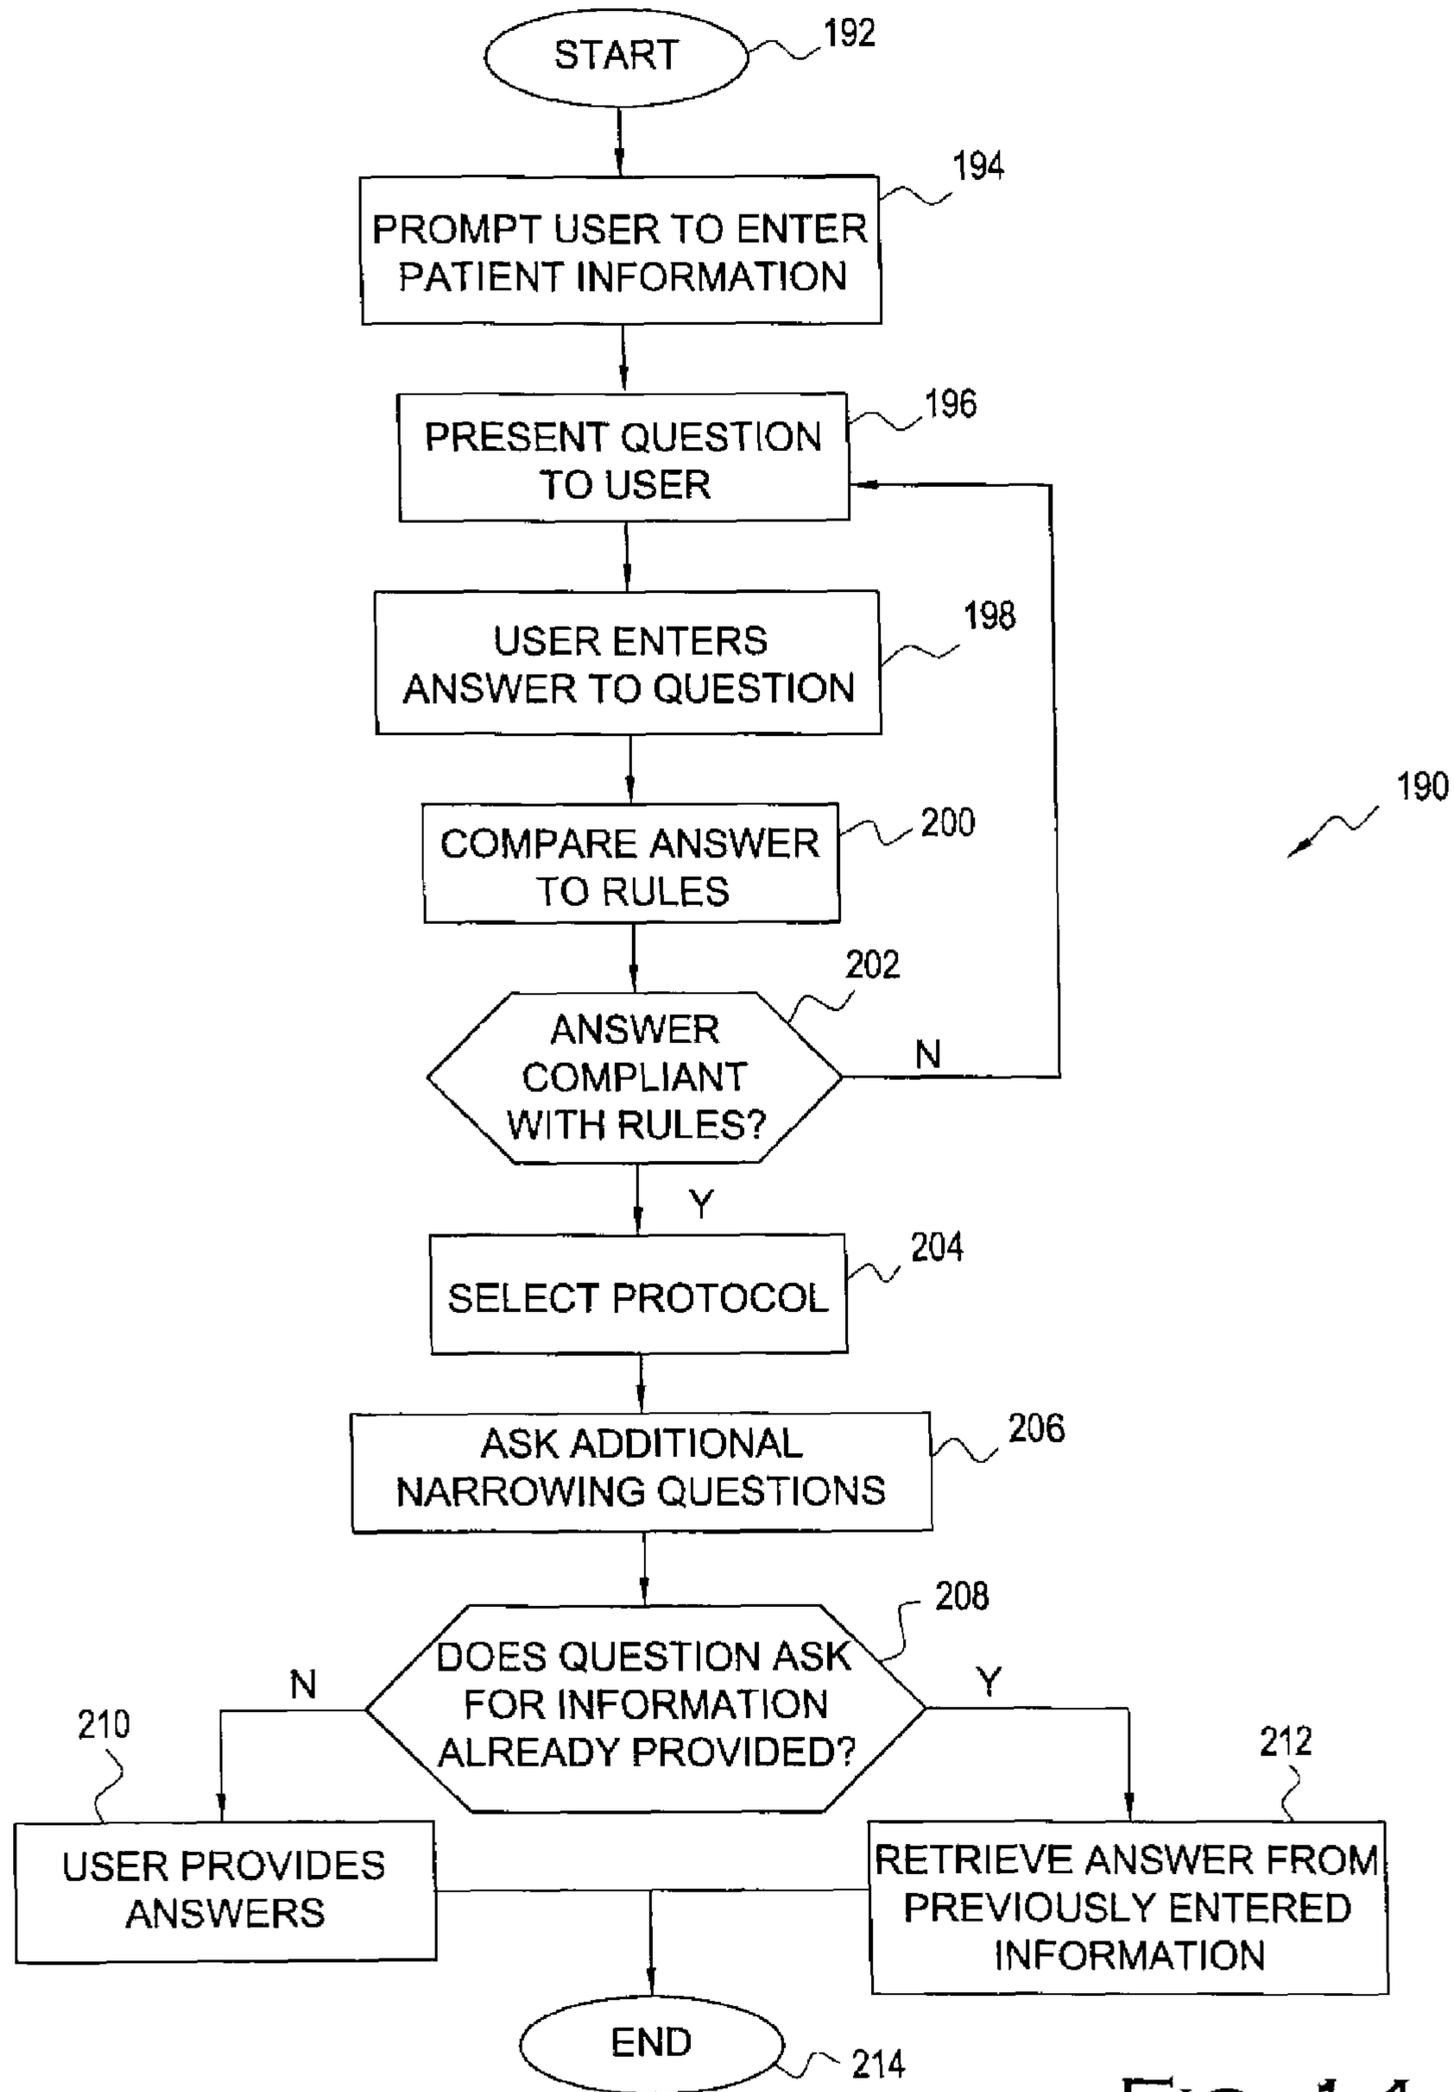 START
192
194
PROMPT USER TO ENTER
PATIENT INFORMATION
196
PRESENT QUESTION
TO USER
198
USER ENTERS
ANSWER TO QUESTION
190
200
COMPARE ANSWER
TO RULES
202
ANSWER
COMPLIANT
WITH RULES?
N
Y
204
SELECT PROTOCOL
206
ASK ADDITIONAL
NARROWING QUESTIONS
208
DOES QUESTION ASK
FOR INFORMATION
ALREADY PROVIDED?
N
Y
210
USER PROVIDES
ANSWERS
212
RETRIEVE ANSWER FROM
PREVIOUSLY ENTERED
INFORMATION
END
214